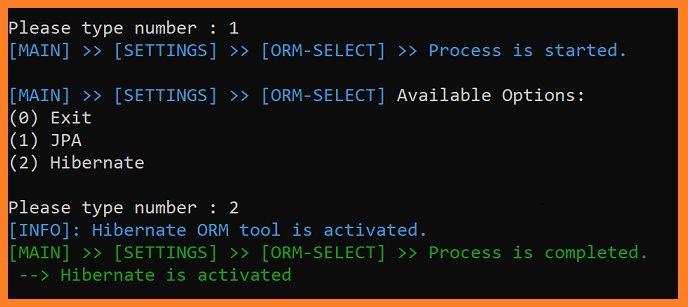 Please type number : 1
[MAIN] >> [SETTINGS] >> [ORM-SELECT] >> Process is started.
[MAIN] >> [SETTINGS] >> [ORM-SELECT] Available Options:
(0) Exit
(1) JPA
(2) Hibernate
Please type number : 2
[INFO]: Hibernate ORM tool is activated.
[MAIN] >> [SETTINGS] >> [ORM-SELECT] >> Process is completed.
--> Hibernate is activated